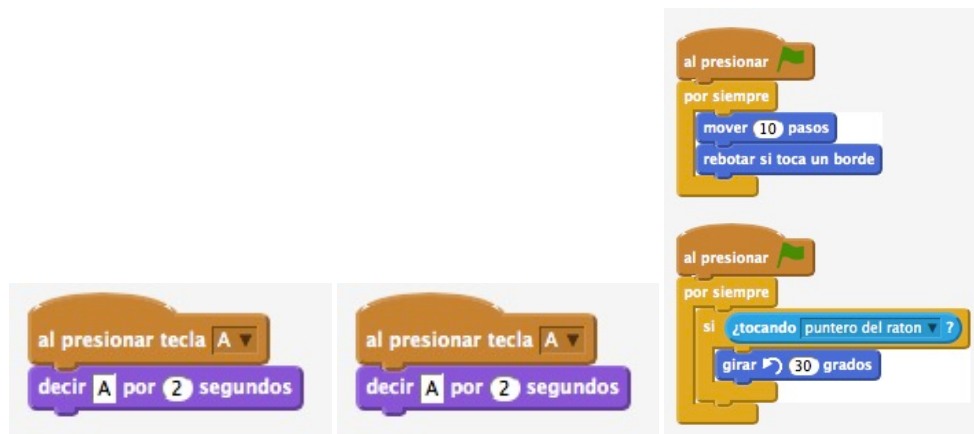 al presionar tecla A
decir A por 2 segundos
al presionar tecla A
decir A por 2 segundos
al presionar
por siempre
mover 10 pasos
rebotar si toca un borde
al presionar
por siempre
si ¿tocando puntero del raton ?
girar 30 grados